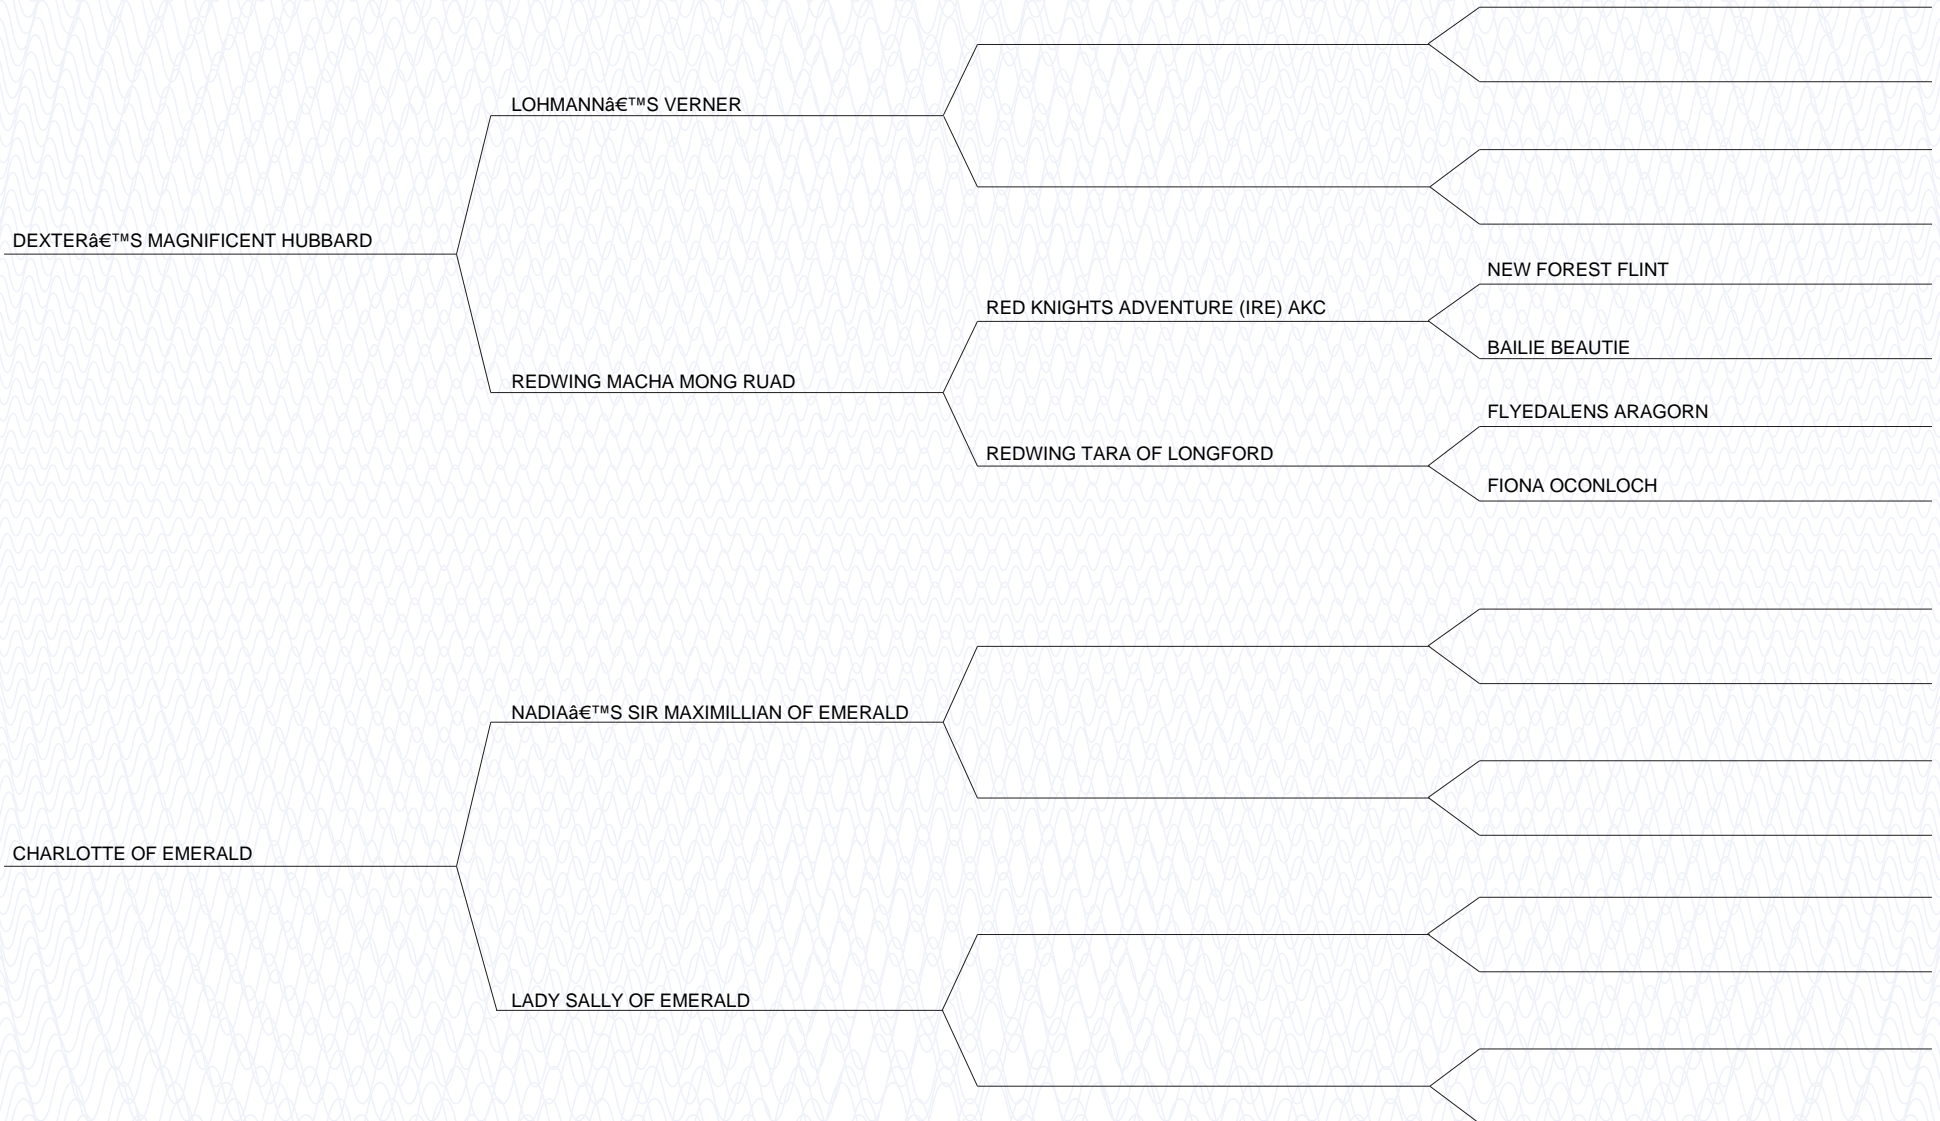 LOHMANNâ€™S VERNER
DEXTERâ€™S MAGNIFICENT HUBBARD
NEW FOREST FLINT
RED KNIGHTS ADVENTURE (IRE) AKC
BAILIE BEAUTIE
REDWING MACHA MONG RUAD
FLYEDALENS ARAGORN
REDWING TARA OF LONGFORD
FIONA OCONLOCH
NADIAâ€™S SIR MAXIMILLIAN OF EMERALD
CHARLOTTE OF EMERALD
LADY SALLY OF EMERALD